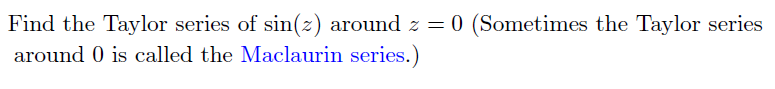 Find the Taylor series of sin(z) around z = 0 (Sometimes the Taylor series
around 0 is called the Maclaurin series.)